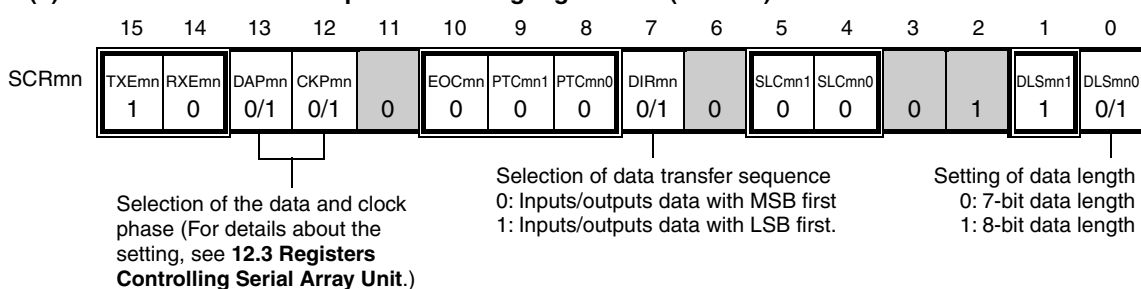 15 14 13 12 11 10 9 8 7 6 5 4 3 2 1 0
SCRmn
TXEmn RXEmn DAPmn CKPmn EOCmn PTCmn1 PTCmn0 DIRmn SLCmn1 SLCmn0 DLSmn1 DLSmn0
1 0 0/1 0/1 0 0 0 0 0/1 0 0 0 0 1 1 0/1
Selection of the data and clock
phase (For details about the
setting, see 12.3 Registers
Controlling Serial Array Unit.)
Selection of data transfer sequence
0: Inputs/outputs data with MSB first
1: Inputs/outputs data with LSB first.
Setting of data length
0: 7-bit data length
1: 8-bit data length